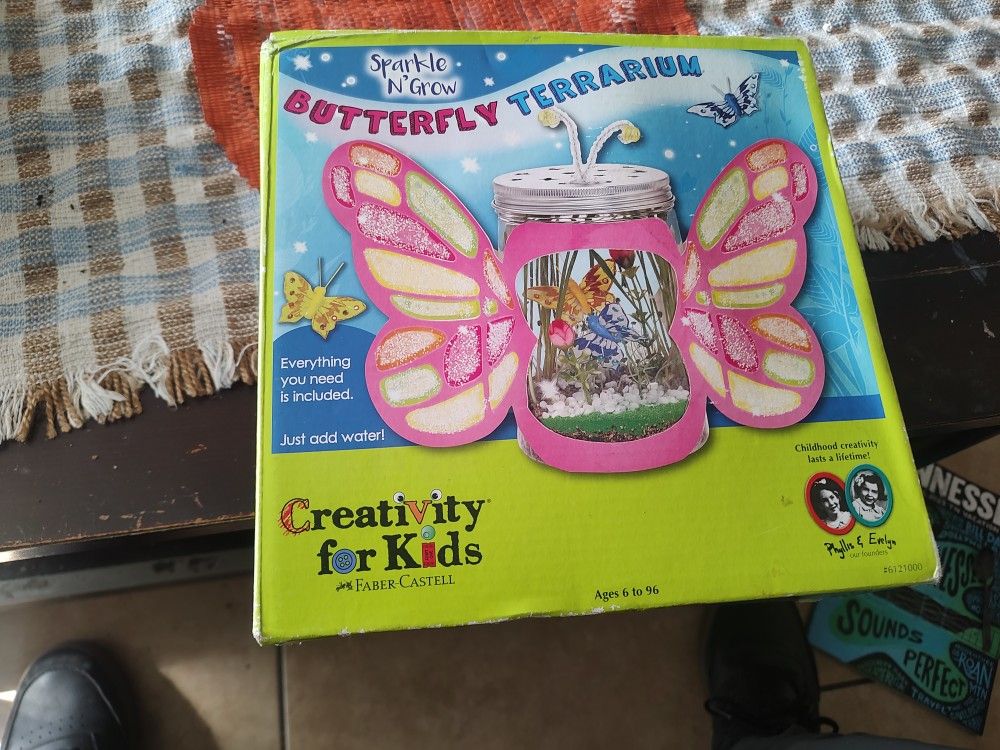 Sparkle
N'Grow
BUTTERFLY TERRARIUM
Everything
you need
is included.
Just add water!
Childhood creativity
lasts a lifetime!
Creativity®
for Kids
FABER-CASTELL
Phyllis & Evelyn
our founders
#6121000
Ages 6 to 96
SOUNDS
PERFECT
TRAVEL